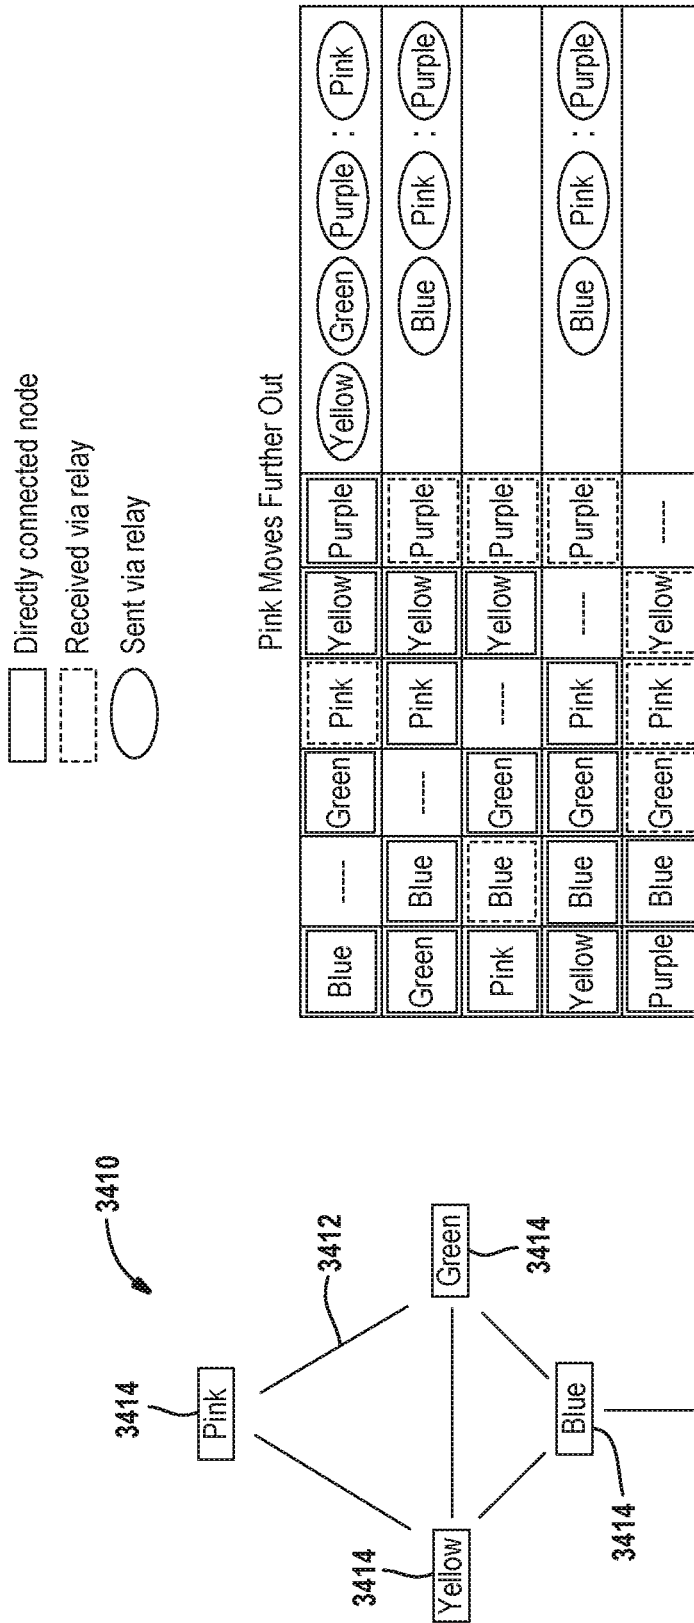 Directly connected node
Received via relay
Sent via relay
Pink Moves Further Out
Blue ----- Green Pink Yellow Purple Yellow Green Purple : Pink
Green Blue ----- Pink Yellow Purple Blue Pink : Purple
Pink Blue Green ----- Yellow Purple
Yellow Blue Green Pink ----- Purple Blue Pink : Purple
Purple Blue Green Pink Yellow -----
3410
3414
Pink
3412
Yellow
3414
Green
3414
Blue
3414